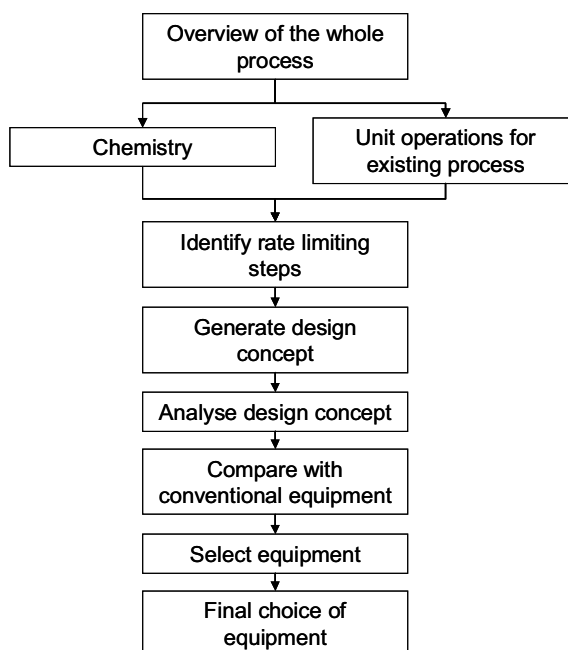 Overview of the whole
process
Chemistry
Unit operations for
existing process
Identify rate limiting
steps
Generate design
concept
Analyse design concept
Compare with
conventional equipment
Select equipment
Final choice of
equipment